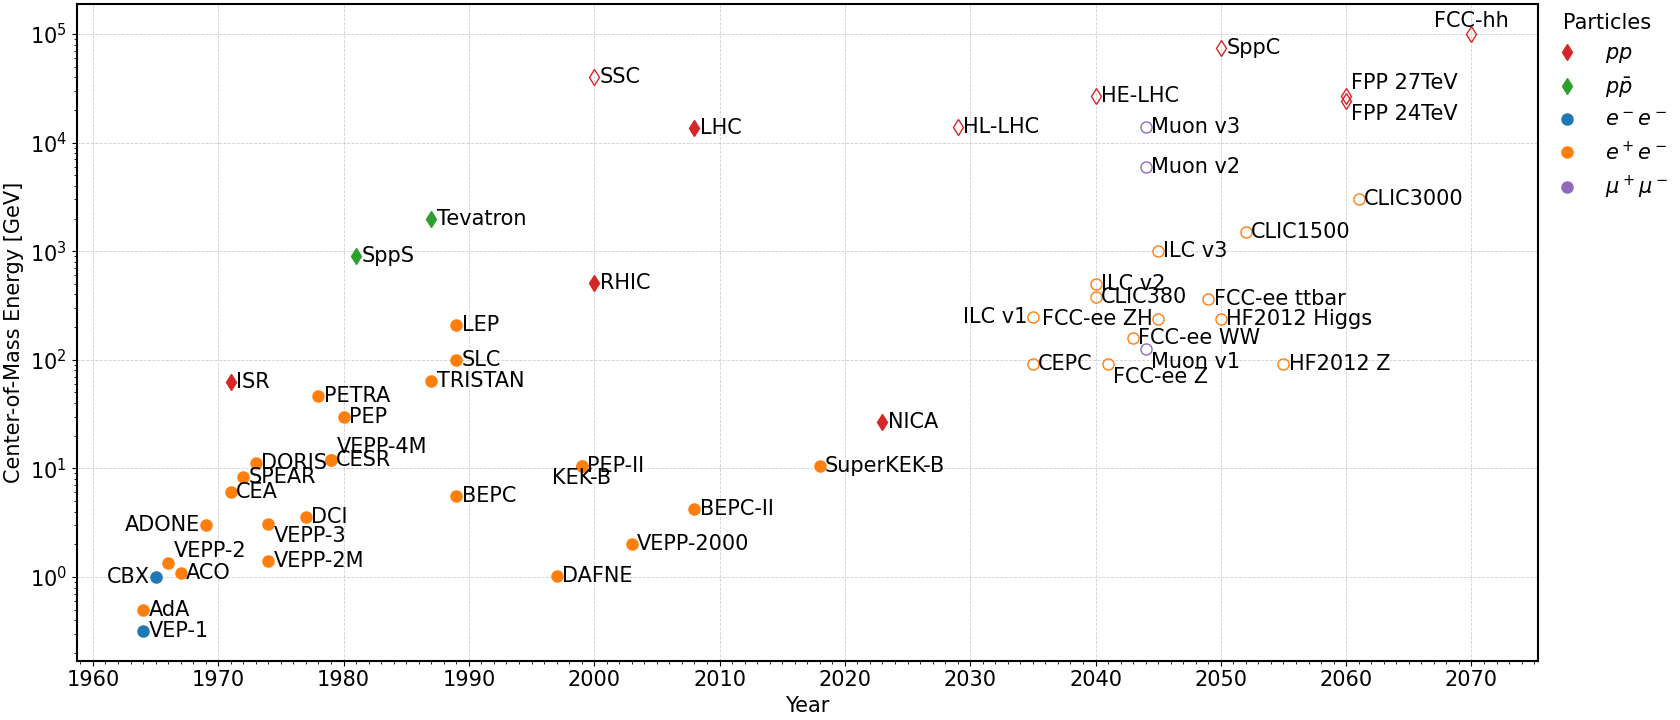 FCC-hh
Particles
10⁵
SppC
pp
SSC
FPP 27TeV
pp̄
HE-LHC
FPP 24TeV
LHC
HL-LHC
Muon v3
e⁻e⁻
10⁴
e⁺e⁻
Muon v2
μ⁺μ⁻
CLIC3000
Tevatron
CLIC1500
10³
SppS
ILC v3
RHIC
ILC v2
CLIC380
FCC-ee ttbar
LEP
ILC v1
FCC-ee ZH
HF2012 Higgs
FCC-ee WW
10²
SLC
CEPC
Muon v1
HF2012 Z
ISR
TRISTAN
FCC-ee Z
PETRA
PEP
NICA
VEPP-4M
DORIS
CESR
10¹
PEP-II
SuperKEK-B
SPEAR
KEK-B
CEA
BEPC
BEPC-II
ADONE
DCI
VEPP-3
VEPP-2
VEPP-2000
VEPP-2M
CBX
ACO
10⁰
DAFNE
AdA
VEP-1
Center-of-Mass Energy [GeV]
1960 1970 1980 1990 2000 2010 2020 2030 2040 2050 2060 2070
Year